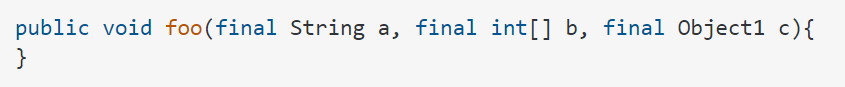 public void foo(final String a, final int[] b, final Object1 c){
}